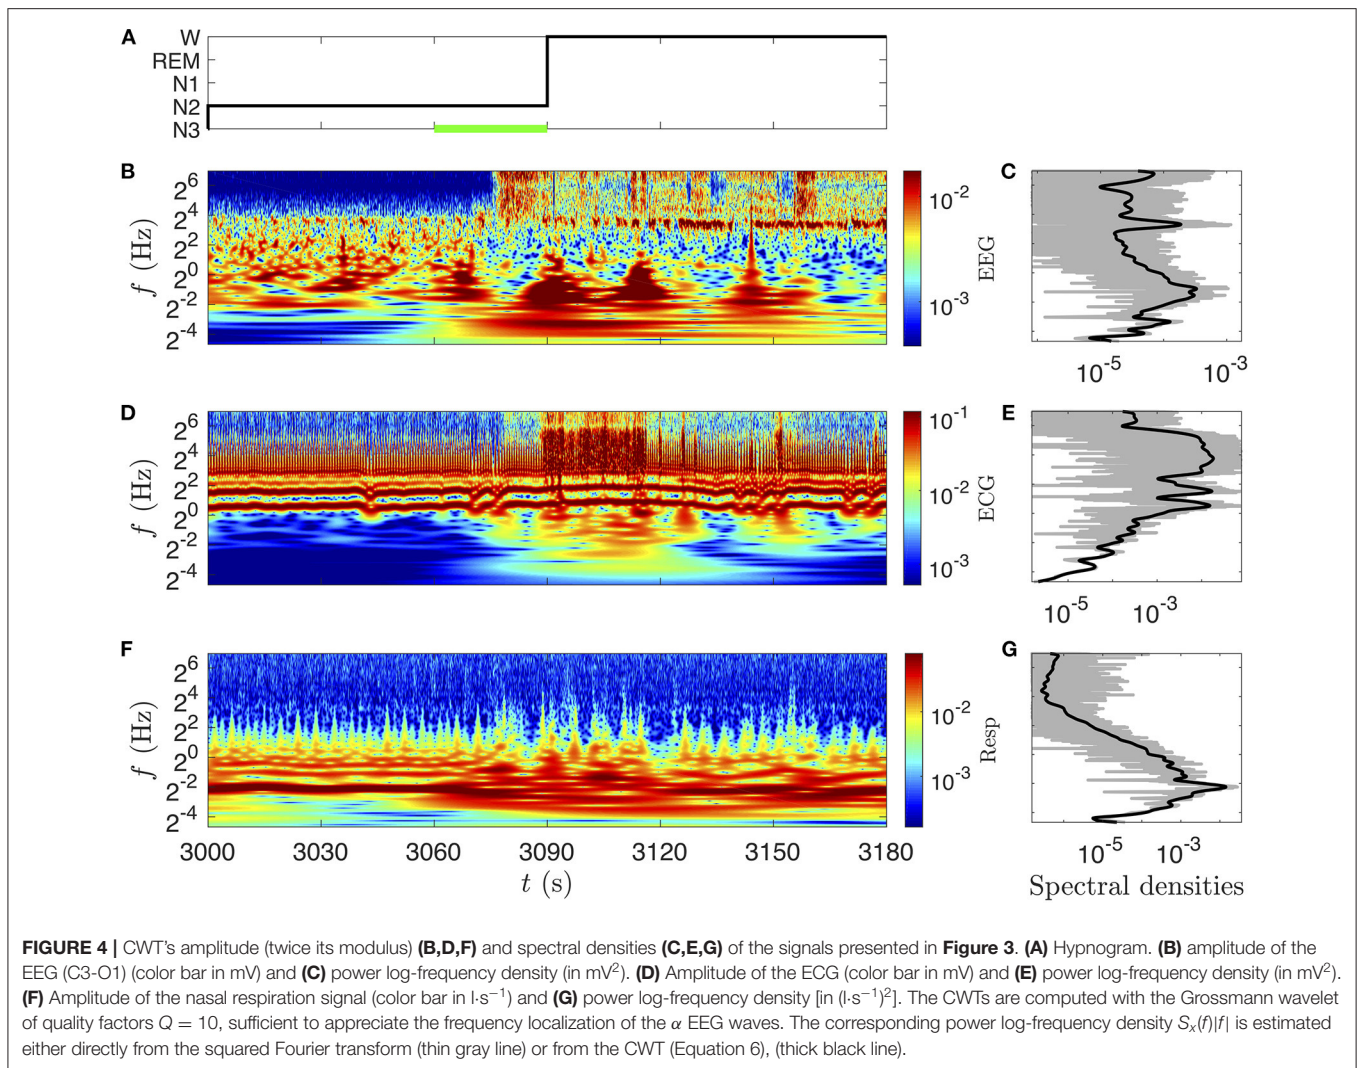 A
W
REM
N1
N2
N3
B
2^6
2^4
2^2
2^0
2^-2
2^-4
f (Hz)
10^-2
10^-3
EEG
C
10^-5
10^-3
D
2^6
2^4
2^2
2^0
2^-2
2^-4
f (Hz)
10^-1
10^-2
10^-3
ECG
E
10^-5
10^-3
F
2^6
2^4
2^2
2^0
2^-2
2^-4
f (Hz)
10^-2
10^-3
Resp
G
10^-5
10^-3
3000 3030 3060 3090 3120 3150 3180
t (s)
Spectral densities
FIGURE 4 | CWT's amplitude (twice its modulus) (B,D,F) and spectral densities (C,E,G) of the signals presented in Figure 3. (A) Hypnogram. (B) amplitude of the
EEG (C3-O1) (color bar in mV) and (C) power log-frequency density (in mV²). (D) Amplitude of the ECG (color bar in mV) and (E) power log-frequency density (in mV²).
(F) Amplitude of the nasal respiration signal (color bar in l·s⁻¹) and (G) power log-frequency density [in (l·s⁻¹)²]. The CWTs are computed with the Grossmann wavelet
of quality factors Q = 10, sufficient to appreciate the frequency localization of the α EEG waves. The corresponding power log-frequency density Sₓ(f)|f| is estimated
either directly from the squared Fourier transform (thin gray line) or from the CWT (Equation 6), (thick black line).